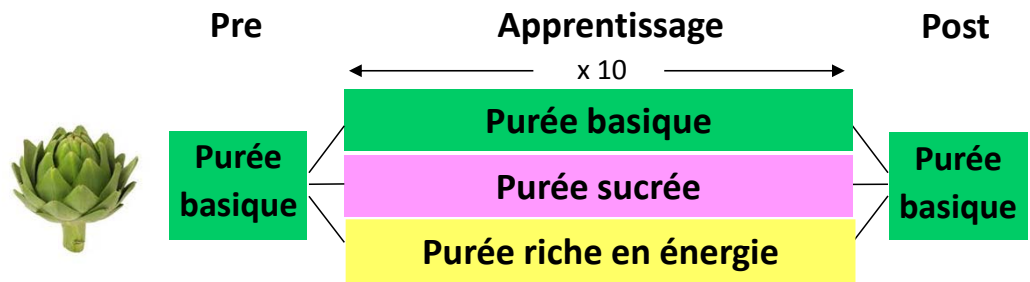 Pre Apprentissage Post
x 10
Purée basique
Purée
basique
Purée sucrée
Purée
basique
Purée riche en énergie